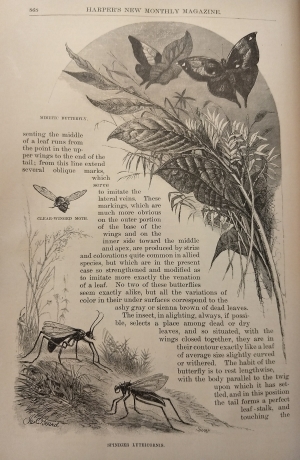 868
HARPER'S NEW MONTHLY MAGAZINE.
senting the middle
of a leaf runs from
the point in the up-
per wings to the end of the
tail; from this line extend
several oblique marks,
which
serve
to imitate the
lateral veins. These
markings, which are
much more obvious
on the outer portion
of the base of the
wings and on the
inner side toward the middle
and apex, are produced by striæ
and colorations quite common in allied
species, but which are in the present
case so strengthened and modified as
to imitate more exactly the venation
of a leaf. No two of these butterflies
seem exactly alike, but all the variations of
color in their under surfaces correspond to the
ashy gray or sienna brown of dead leaves.
The insect, in alighting, always, if possi-
ble, selects a place among dead or dry
leaves, and so situated, with the
wings closed together, they are in
their contour exactly like a leaf
of average size slightly curved
or withered. The habit of the
butterfly is to rest lengthwise,
with the body parallel to the twig
upon which it has set-
tled, and in this position
the tail forms a perfect
leaf-stalk, and
touching the
BUTTERFLY.
CLEAR-WINGED MOTH.